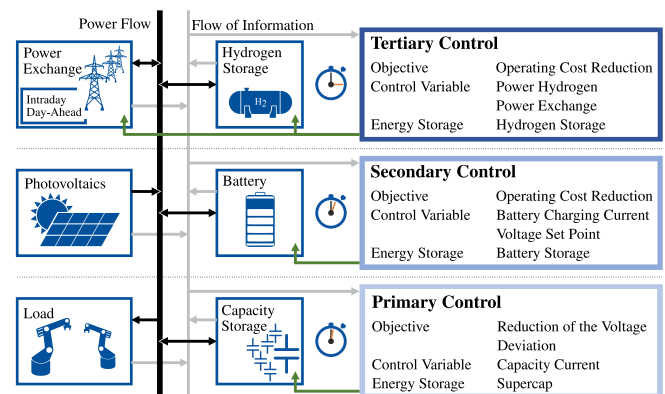 Power Flow
Flow of Information
Power
Exchange
Intraday
Day-Ahead
Hydrogen
Storage
H2
Tertiary Control
Objective Operating Cost Reduction
Control Variable Power Hydrogen
Power Exchange
Energy Storage Hydrogen Storage
Photovoltaics
Battery
Secondary Control
Objective Operating Cost Reduction
Control Variable Battery Charging Current
Voltage Set Point
Energy Storage Battery Storage
Load
Capacity
Storage
Primary Control
Objective Reduction of the Voltage
Deviation
Control Variable Capacity Current
Energy Storage Supercap